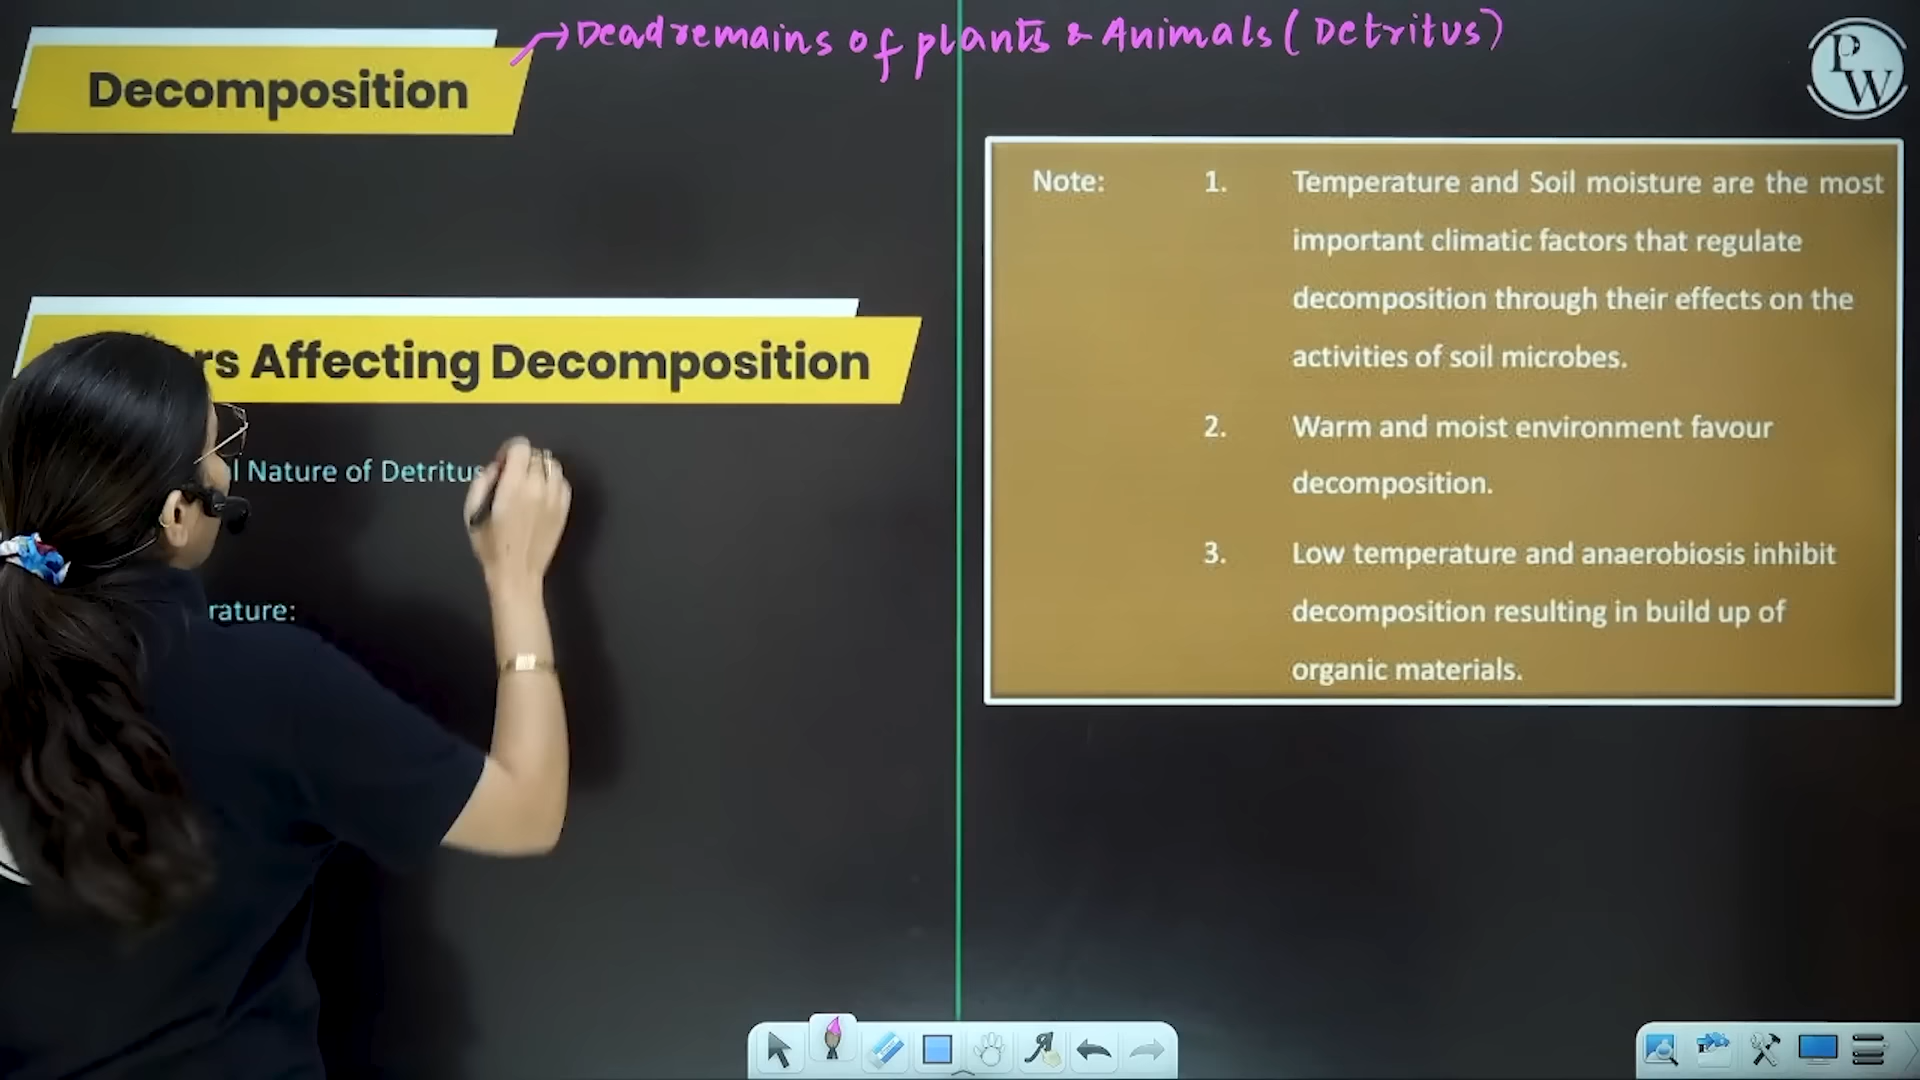 → Dead remains of plants & Animals ( Detritus )
Decomposition
PW
Affecting Decomposition
Nature of Detritus
Note: 1. Temperature and Soil moisture are the most
important climatic factors that regulate
decomposition through their effects on the
activities of soil microbes.
2. Warm and moist environment favour
decomposition.
3. Low temperature and anaerobiosis inhibit
decomposition resulting in build up of
organic materials.